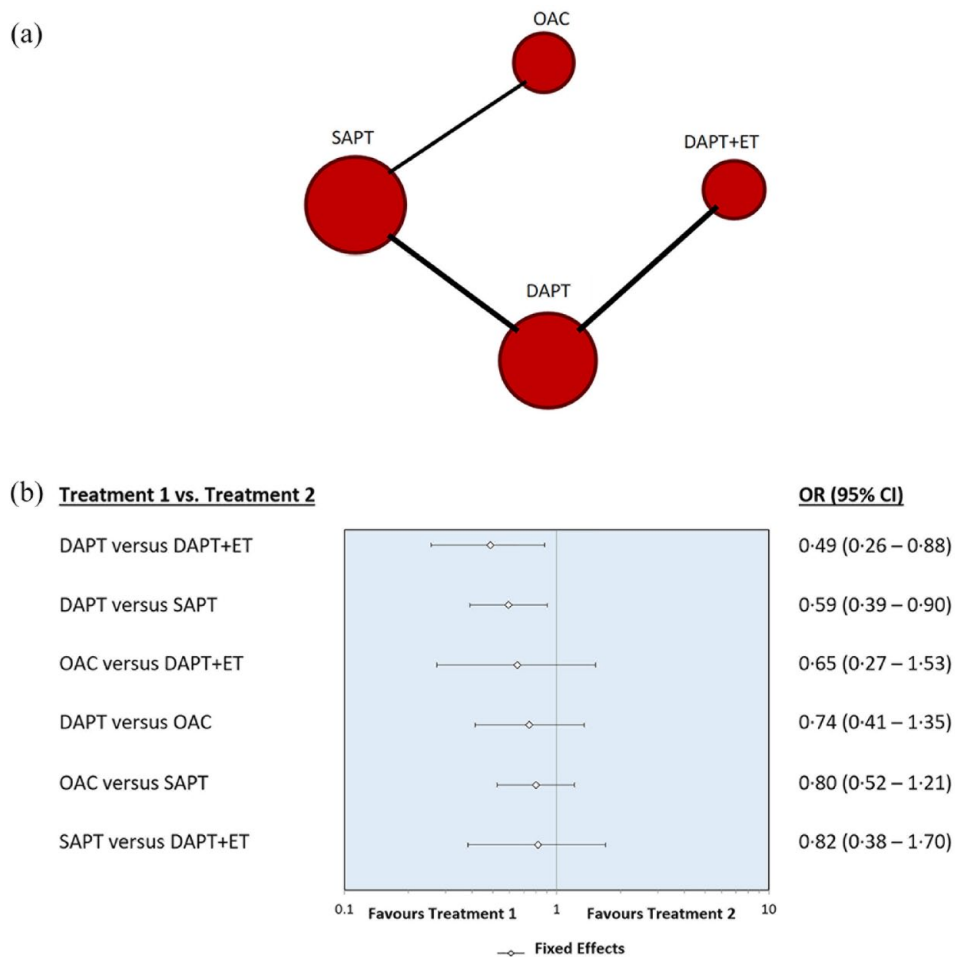 (a)
OAC
SAPT
DAPT+ET
DAPT
(b) Treatment 1 vs. Treatment 2 OR (95% CI)
DAPT versus DAPT+ET 0·49 (0·26 – 0·88)
DAPT versus SAPT 0·59 (0·39 – 0·90)
OAC versus DAPT+ET 0·65 (0·27 – 1·53)
DAPT versus OAC 0·74 (0·41 – 1·35)
OAC versus SAPT 0·80 (0·52 – 1·21)
SAPT versus DAPT+ET 0·82 (0·38 – 1·70)
0.1 Favours Treatment 1 1 Favours Treatment 2 10
Fixed Effects